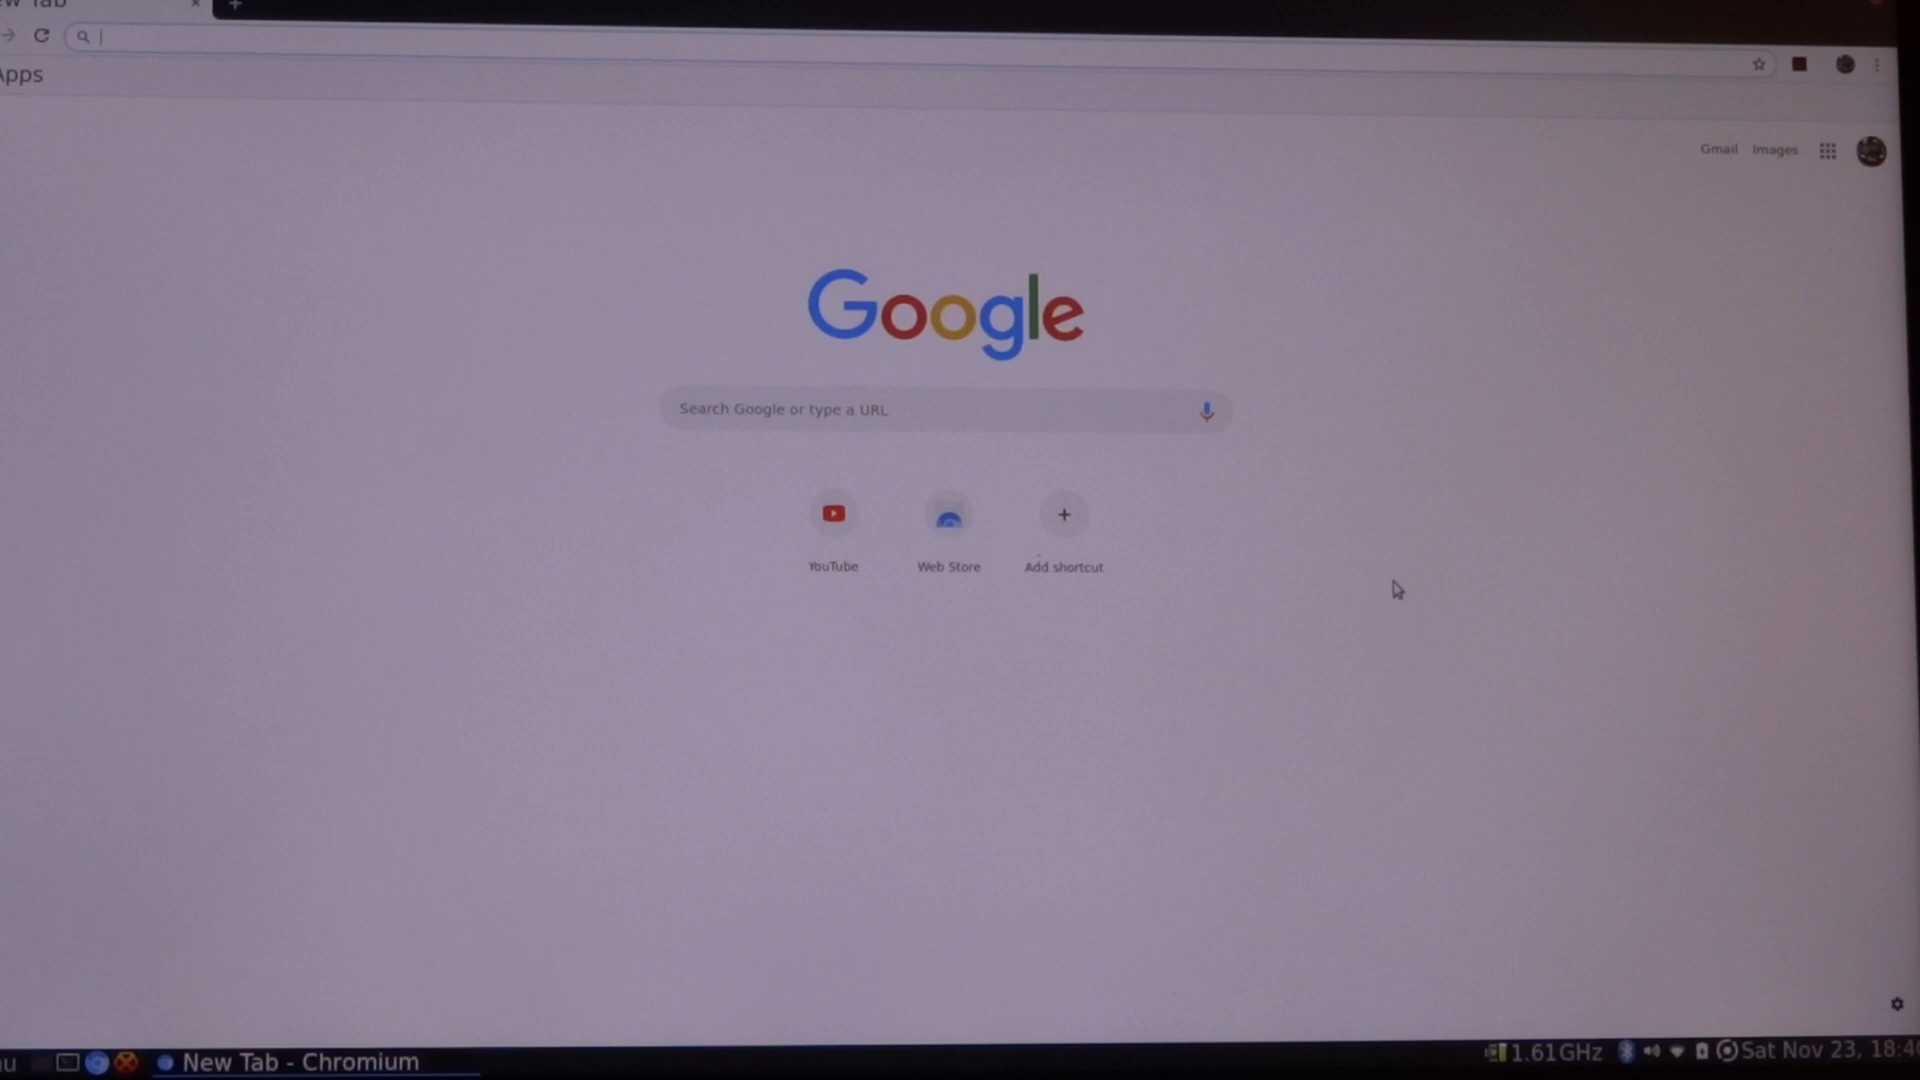 Apps
Gmail Images
Google
Search Google or type a URL
YouTube Web Store Add shortcut
New Tab - Chromium
1.61GHz
Sat Nov 23,